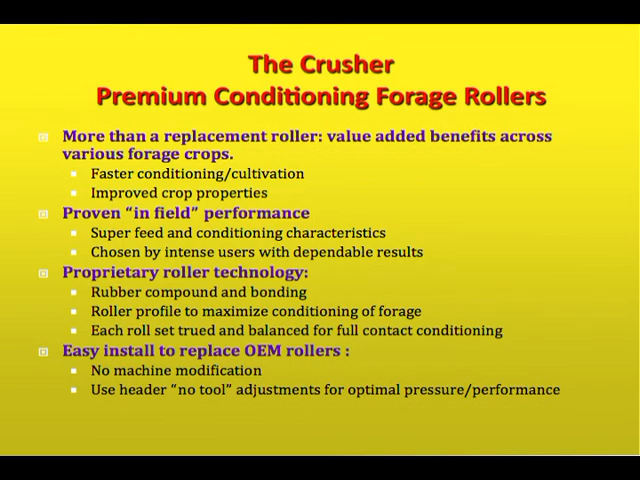 The Crusher
Premium Conditioning Forage Rollers
More than a replacement roller: value added benefits across
various forage crops.
Faster conditioning/cultivation
Improved crop properties
Proven “in field” performance
Super feed and conditioning characteristics
Chosen by intense users with dependable results
Proprietary roller technology:
Rubber compound and bonding
Roller profile to maximize conditioning of forage
Each roll set trued and balanced for full contact conditioning
Easy install to replace OEM rollers :
No machine modification
Use header “no tool” adjustments for optimal pressure/performance